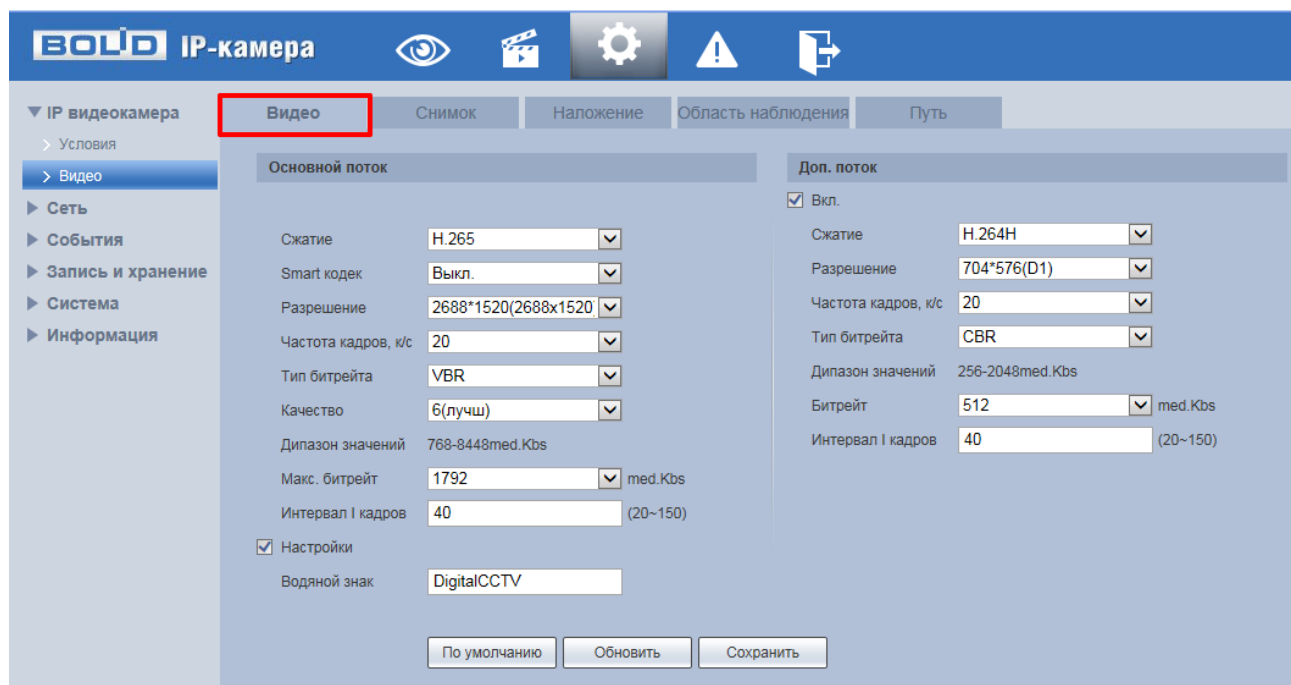 BOLID IP-камера
IP видеокамера
Условия
Видео
Сеть
События
Запись и хранение
Система
Информация
Видео Снимок Наложение Область наблюдения Путь
Основной поток
Сжатие H.265
Smart кодек Выкл.
Разрешение 2688*1520(2688x1520)
Частота кадров, к/с 20
Тип битрейта VBR
Качество 6(лучш)
Дипазон значений 768-8448med.Kbs
Макс. битрейт 1792 med.Kbs
Интервал I кадров 40 (20~150)
Настройки
Водяной знак DigitalCCTV
По умолчанию Обновить Сохранить
Доп. поток
Вкл.
Сжатие H.264H
Разрешение 704*576(D1)
Частота кадров, к/с 20
Тип битрейта CBR
Дипазон значений 256-2048med.Kbs
Битрейт 512 med.Kbs
Интервал I кадров 40 (20~150)